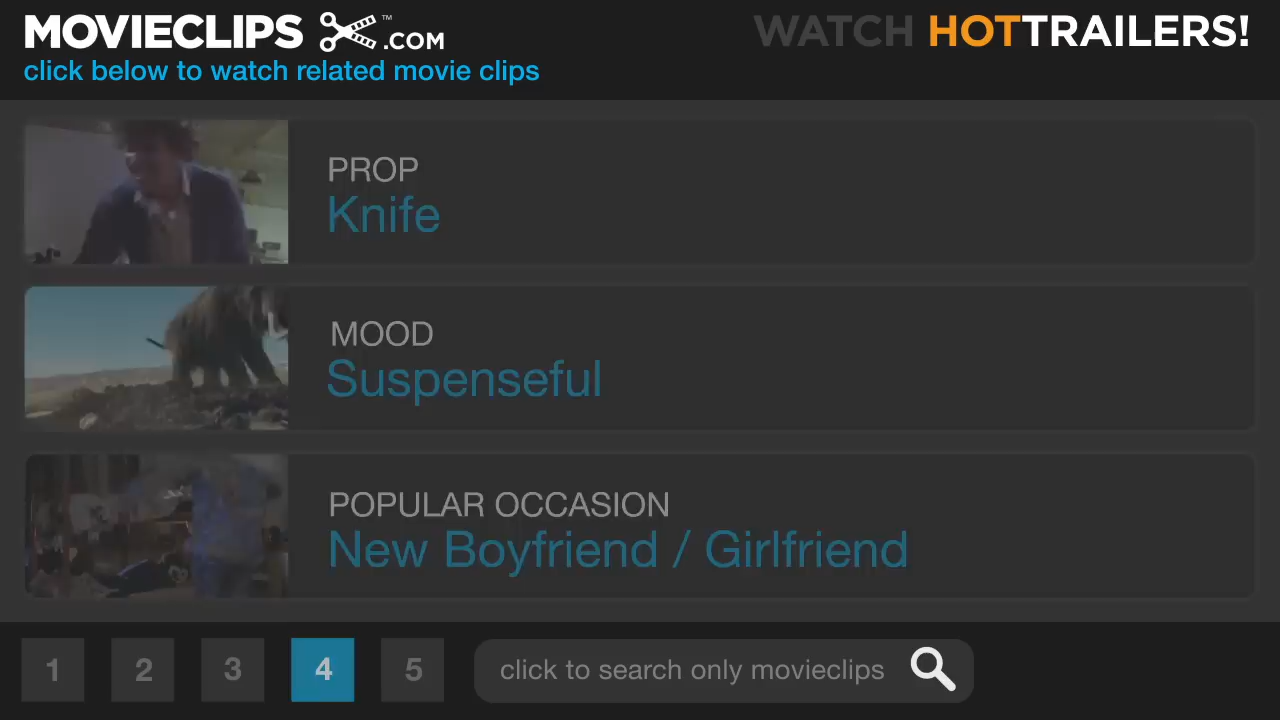 MOVIECLIPS ™ .COM
WATCH HOTTRAILERS!
click below to watch related movie clips
PROP
Knife
MOOD
Suspenseful
POPULAR OCCASION
New Boyfriend / Girlfriend
1 2 3 4 5 click to search only movieclips